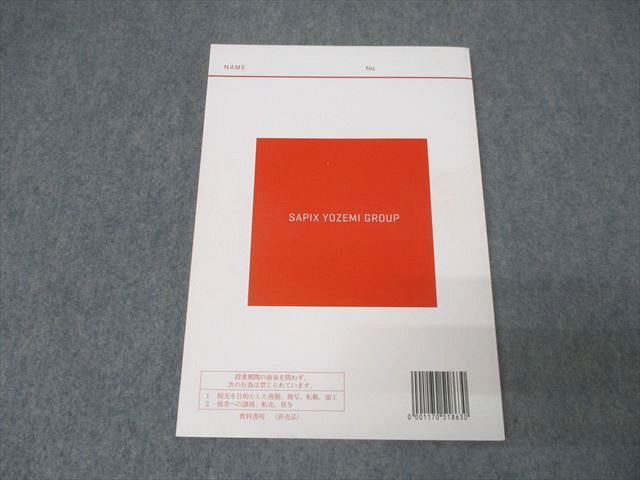 NAME No.
SAPIX YOZEMI GROUP
授業期間の前後を問わず、
次の行為は禁じられています。
1. 販売を目的とした複製、複写、転載、加工
2. 他者への譲渡、転売、貸与
教科書用 (非売品)
0 001170 518630